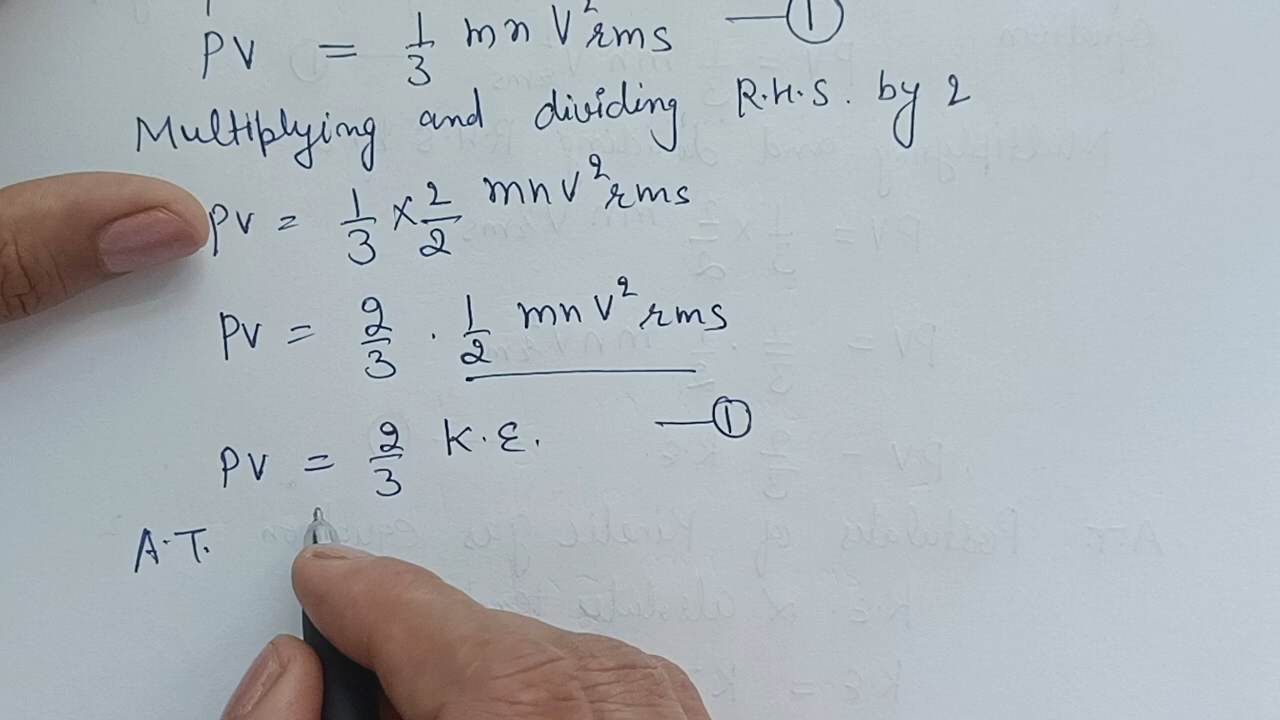 PV = 1/3 mn V²rms —①
Multiplying and dividing R.H.S. by 2
PV = 1/3 × 2/2 mnV²rms
PV = 2/3 · 1/2 mnV²rms
PV = 2/3 K.E. —①
A.T.